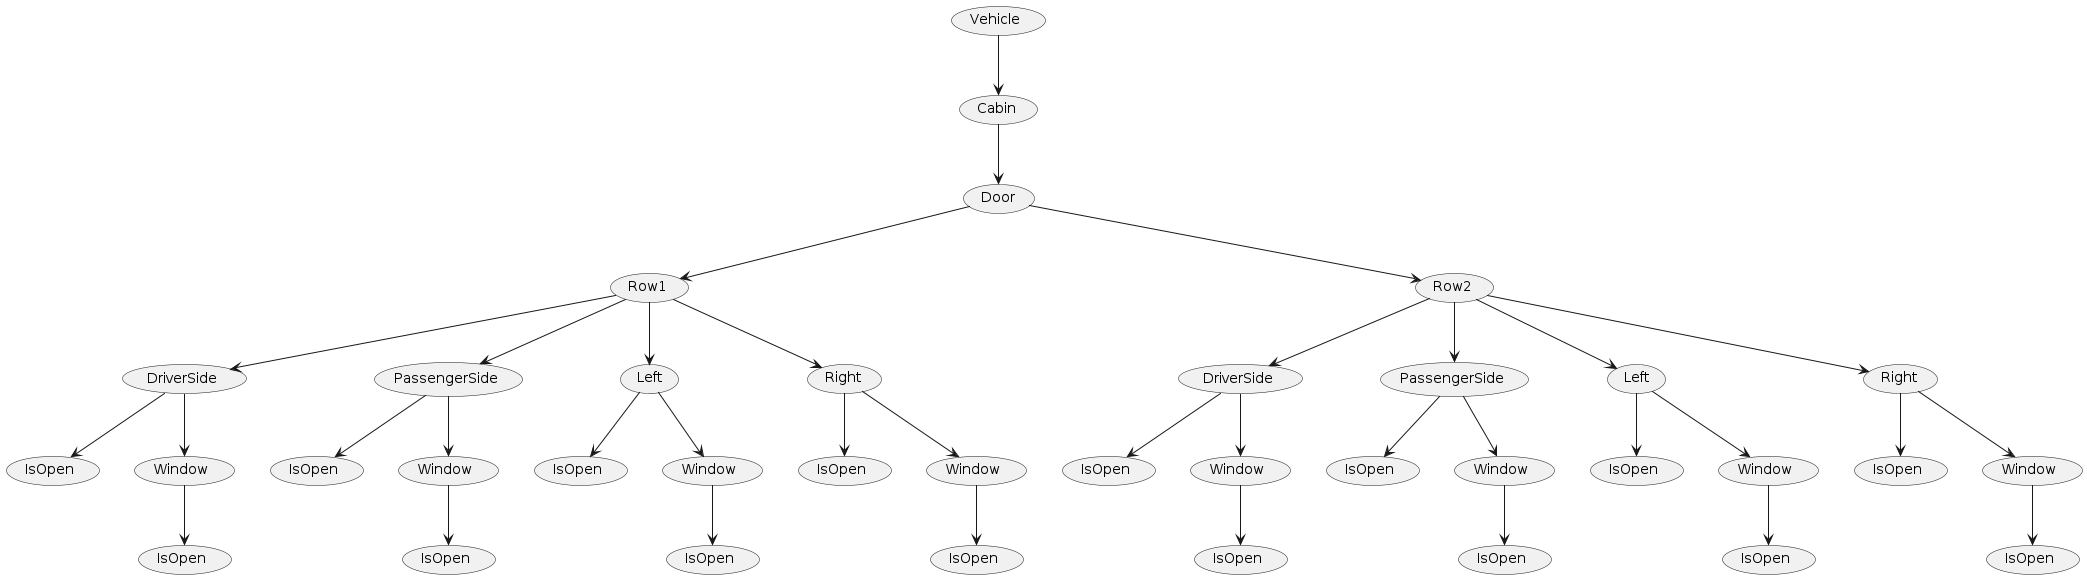 Vehicle
Cabin
Door
Row1 Row2
DriverSide PassengerSide Left Right DriverSide PassengerSide Left Right
IsOpen Window IsOpen Window IsOpen Window IsOpen Window IsOpen Window IsOpen Window IsOpen Window IsOpen Window
IsOpen IsOpen IsOpen IsOpen IsOpen IsOpen IsOpen IsOpen